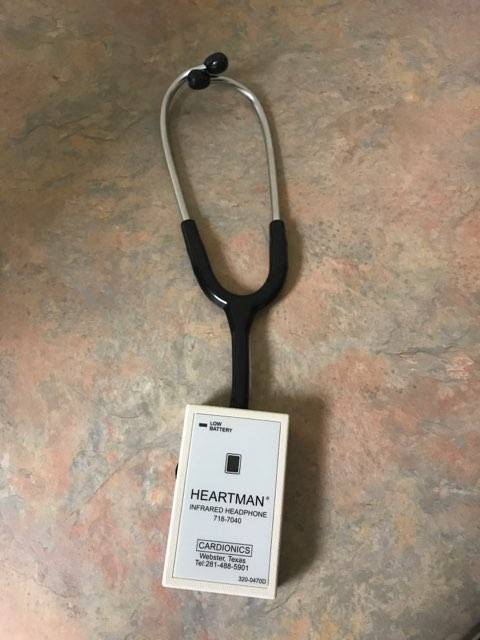 LOW
BATTERY
HEARTMAN®
INFRARED HEADPHONE
718-7040
CARDIONICS
Webster, Texas
Tel:281-488-5901
320-0470D